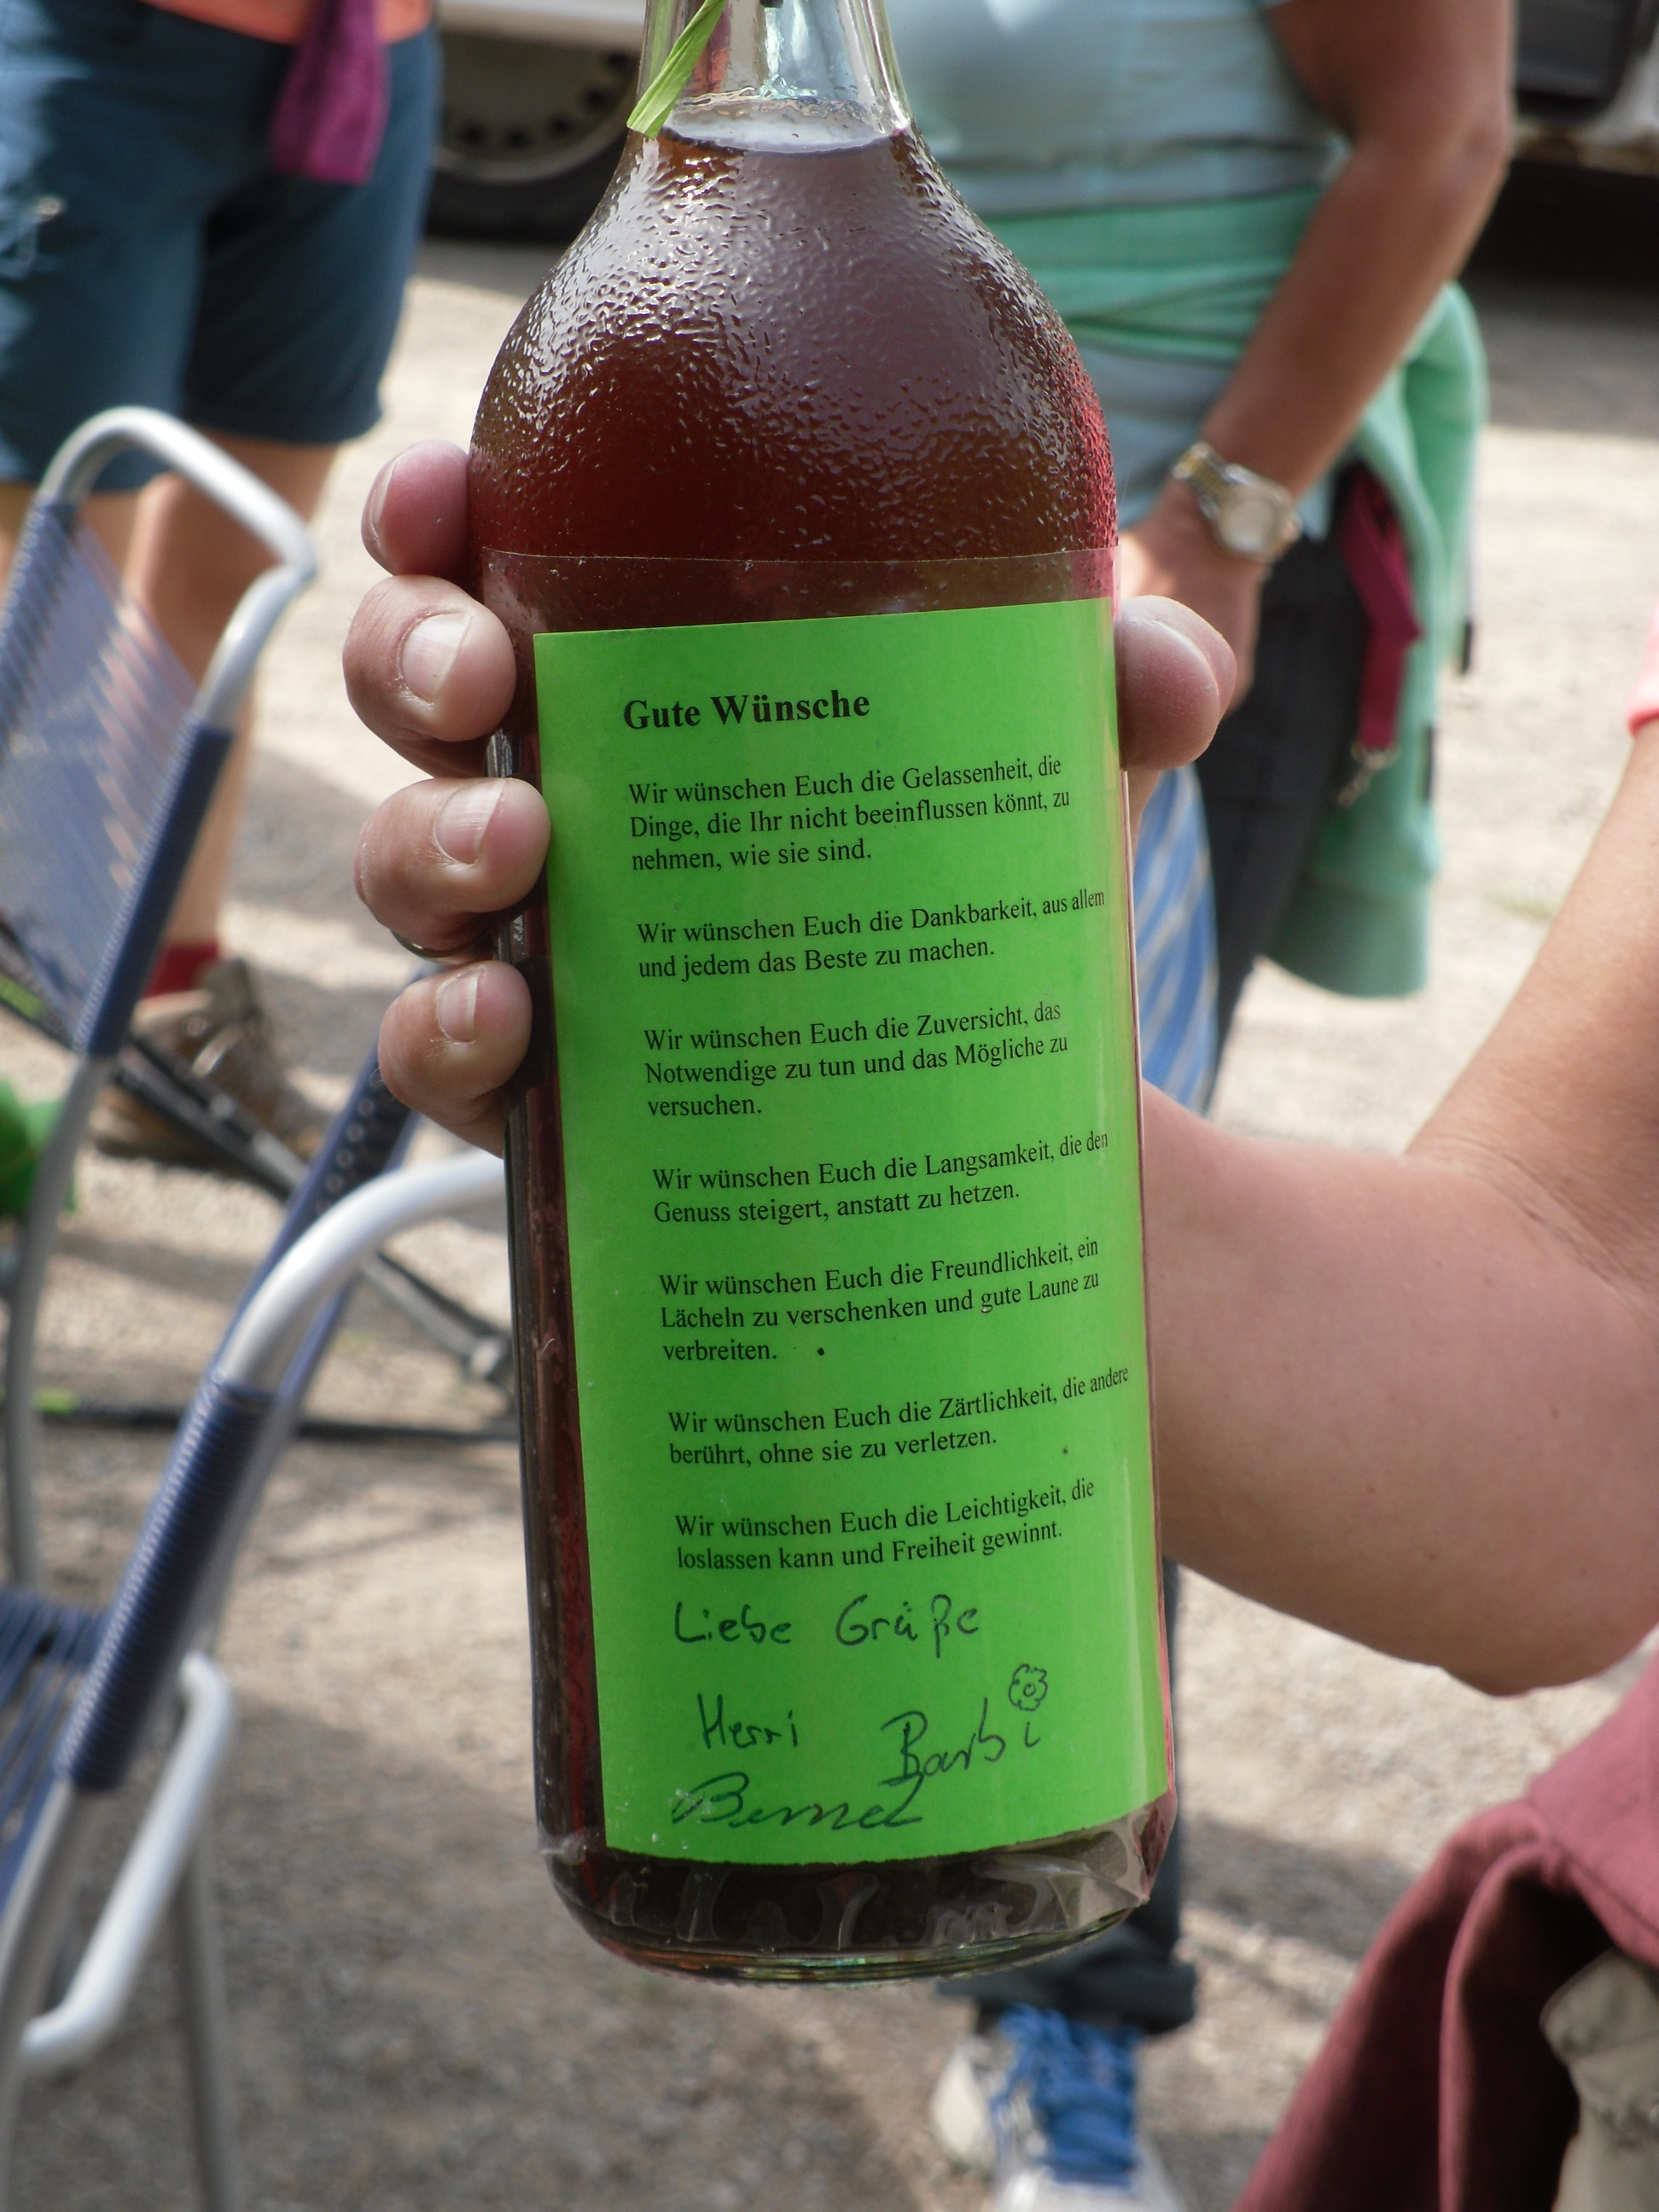 Gute Wünsche
Wir wünschen Euch die Gelassenheit, die
Dinge, die Ihr nicht beeinflussen könnt, zu
nehmen, wie sie sind.
Wir wünschen Euch die Dankbarkeit, aus allem
und jedem das Beste zu machen.
Wir wünschen Euch die Zuversicht, das
Notwendige zu tun und das Mögliche zu
versuchen.
Wir wünschen Euch die Langsamkeit, die den
Genuss steigert, anstatt zu hetzen.
Wir wünschen Euch die Freundlichkeit, ein
Lächeln zu verschenken und gute Laune zu
verbreiten.
Wir wünschen Euch die Zärtlichkeit, die andere
berührt, ohne sie zu verletzen.
Wir wünschen Euch die Leichtigkeit, die
loslassen kann und Freiheit gewinnt.
Liebe Grüße
Herri Barbi